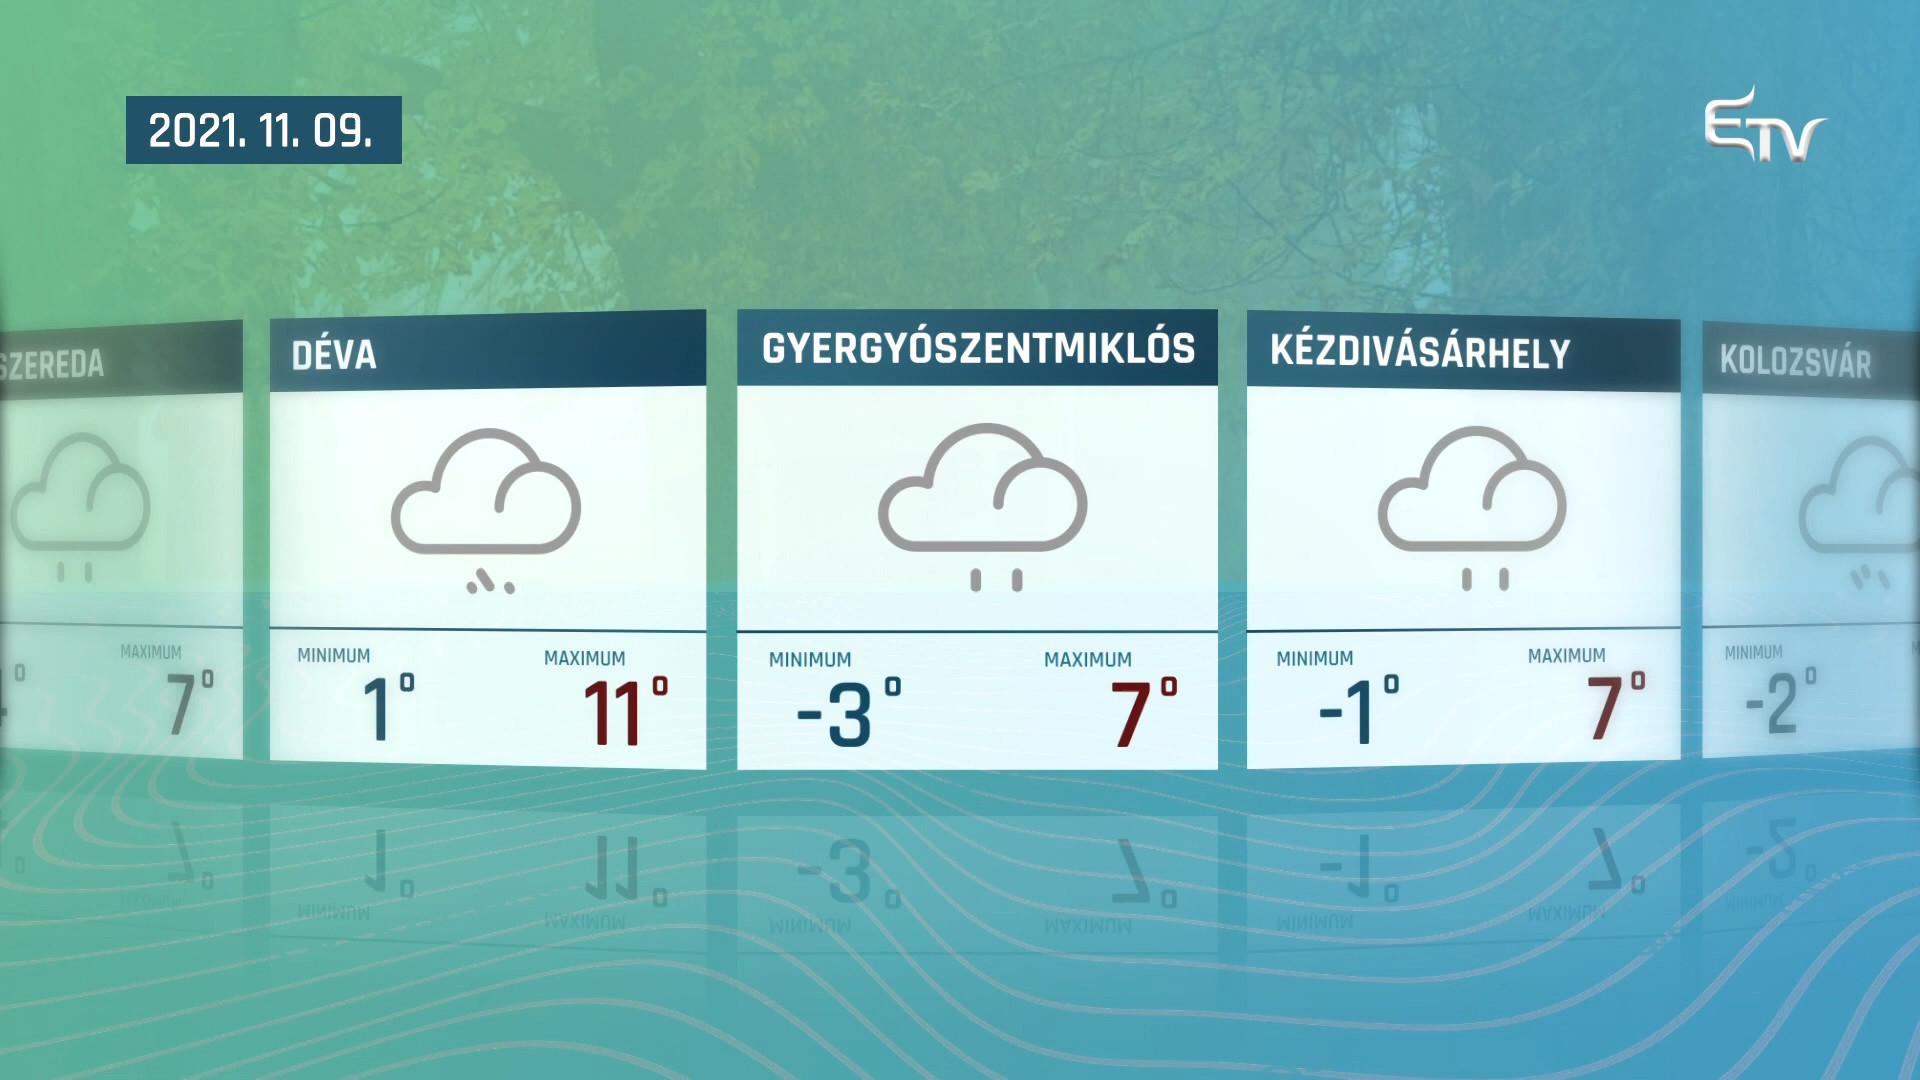 2021. 11. 09.
ETV
SZEREDA
MAXIMUM
7°
DÉVA
MINIMUM
1°
MAXIMUM
11°
GYERGYÓSZENTMIKLÓS
MINIMUM
-3°
MAXIMUM
7°
KÉZDIVÁSÁRHELY
MINIMUM
-1°
MAXIMUM
7°
KOLOZSVÁR
MINIMUM
-2°